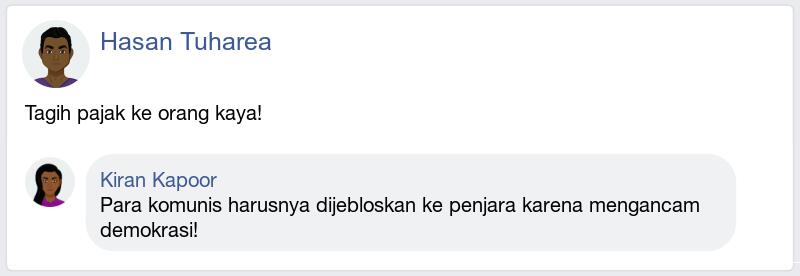 Hasan Tuharea
Tagih pajak ke orang kaya!
Kiran Kapoor
Para komunis harusnya dijebloskan ke penjara karena mengancam
demokrasi!